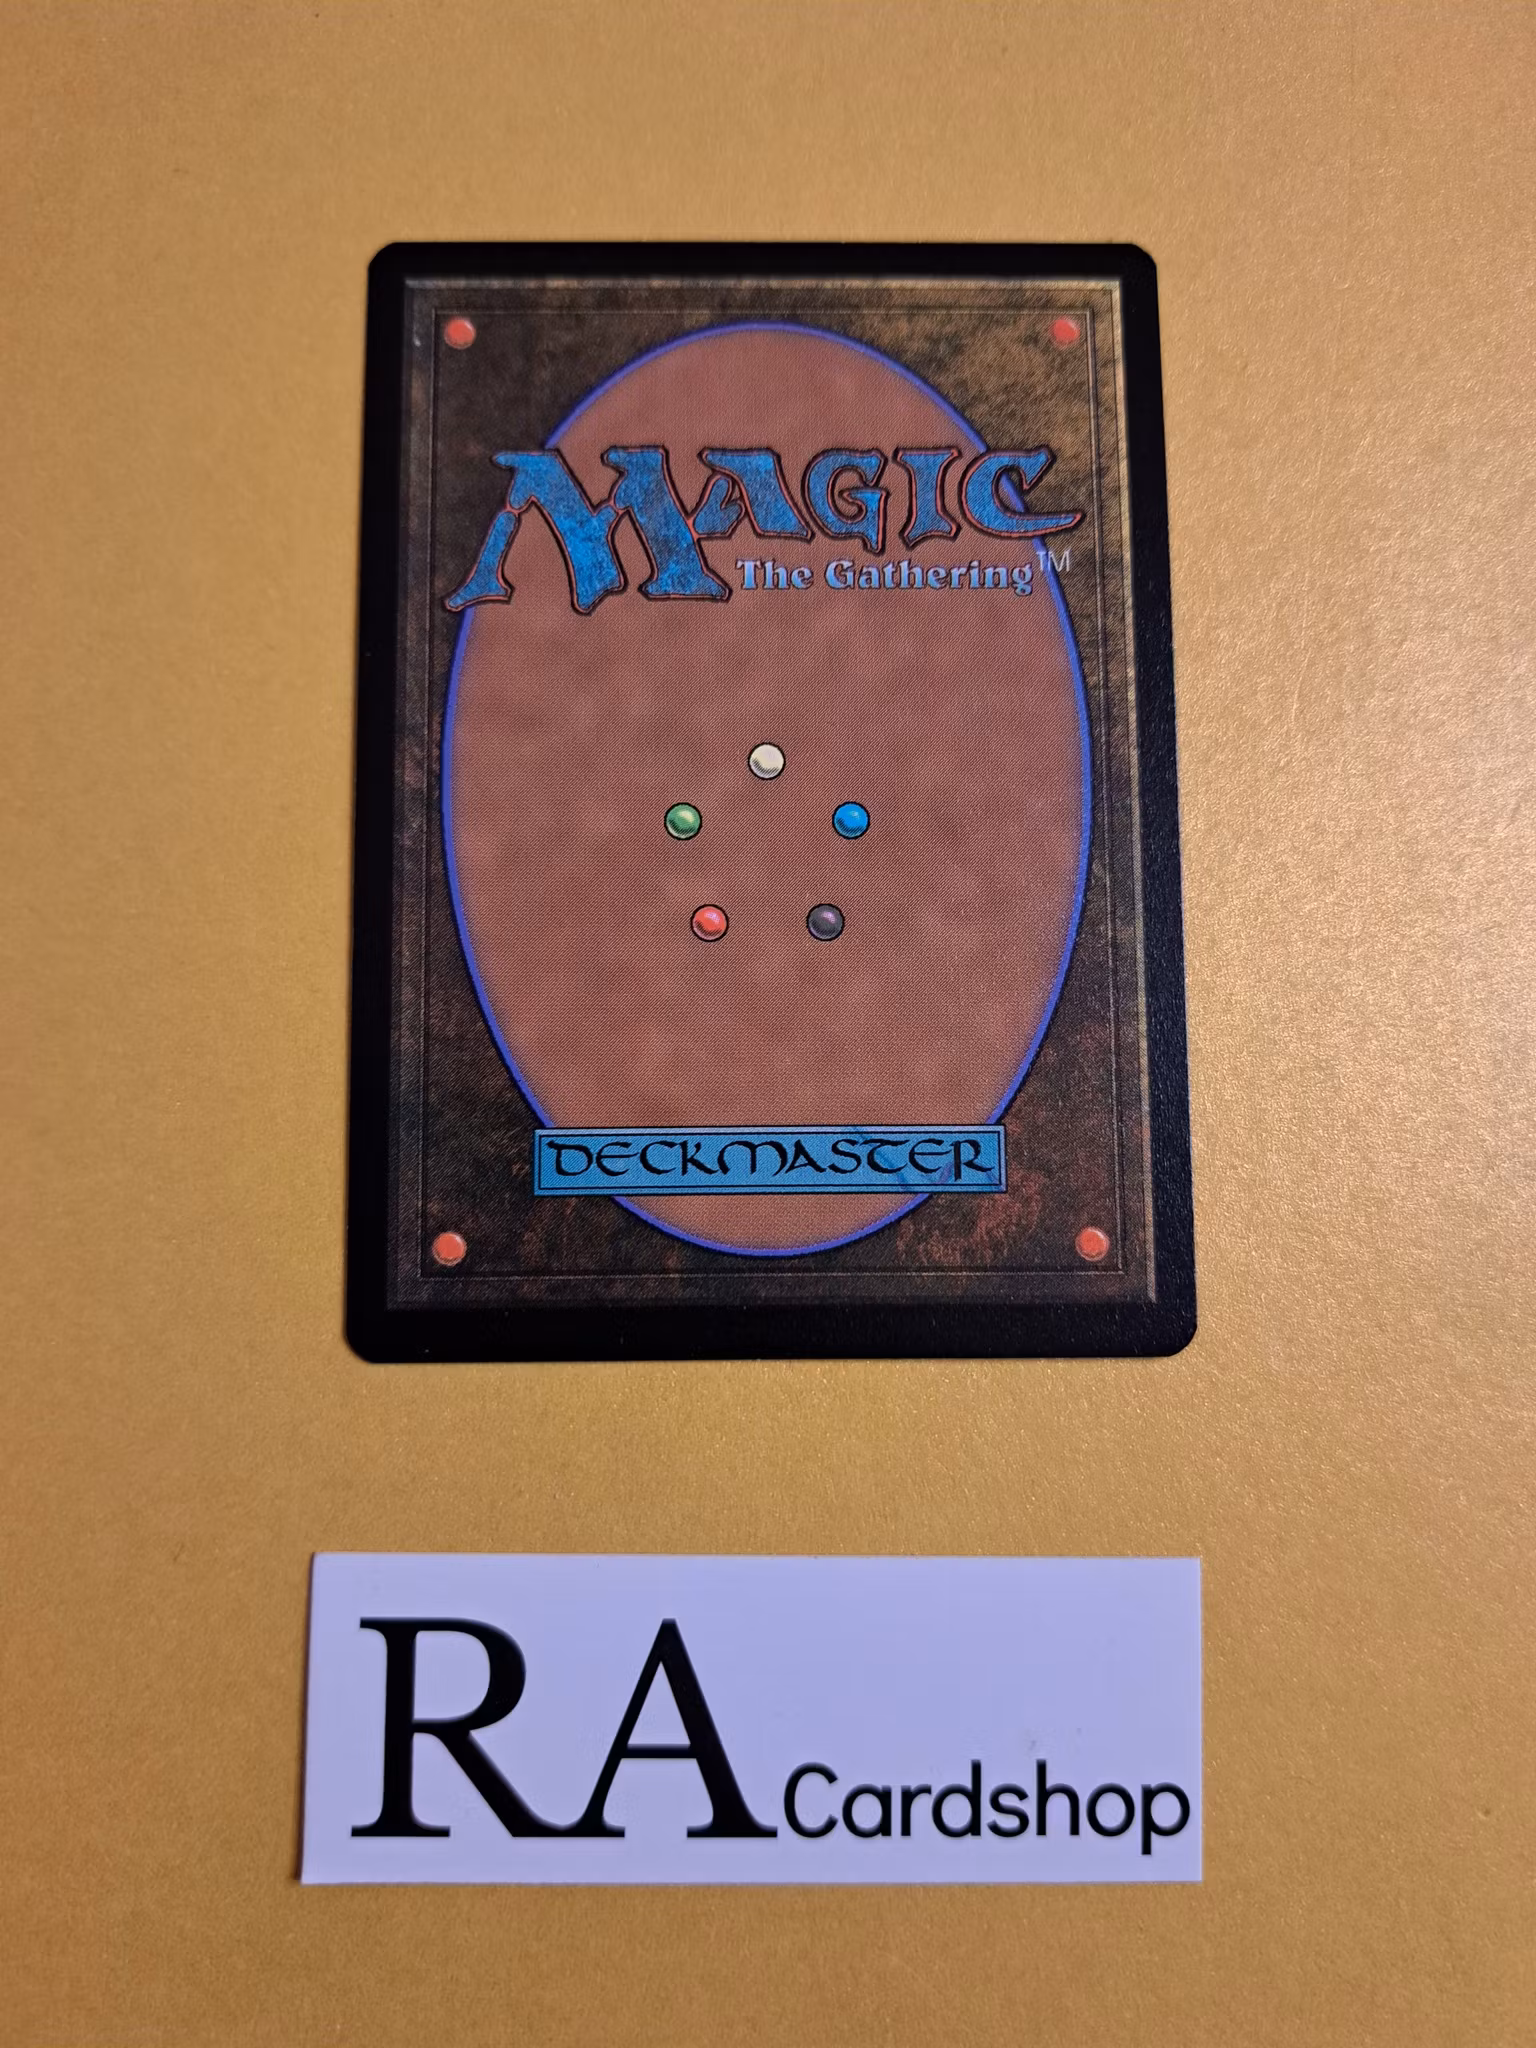 MAGIC
The Gathering™
DECKMASTER
RA Cardshop